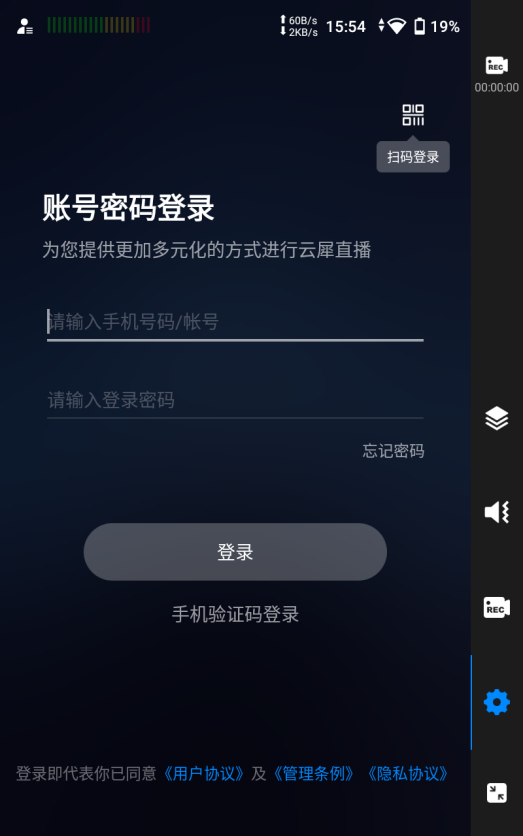 60B/s
2KB/s
15:54
19%
REC
00:00:00
扫码登录
账号密码登录
为您提供更加多元化的方式进行云犀直播
请输入手机号码/帐号
请输入登录密码
忘记密码
登录
REC
手机验证码登录
登录即代表你已同意《用户协议》及《管理条例》《隐私协议》